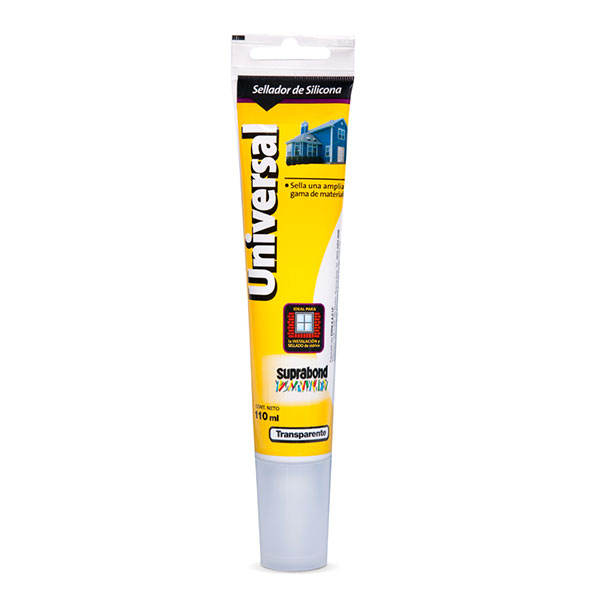 Sellador de Silicona
Universal
• Sella una amplia
gama de material
IDEAL PARA
la INSTALACIÓN y
SELLADO de vidrios
suprabond
CONT. NETO
110 ml
Transparente